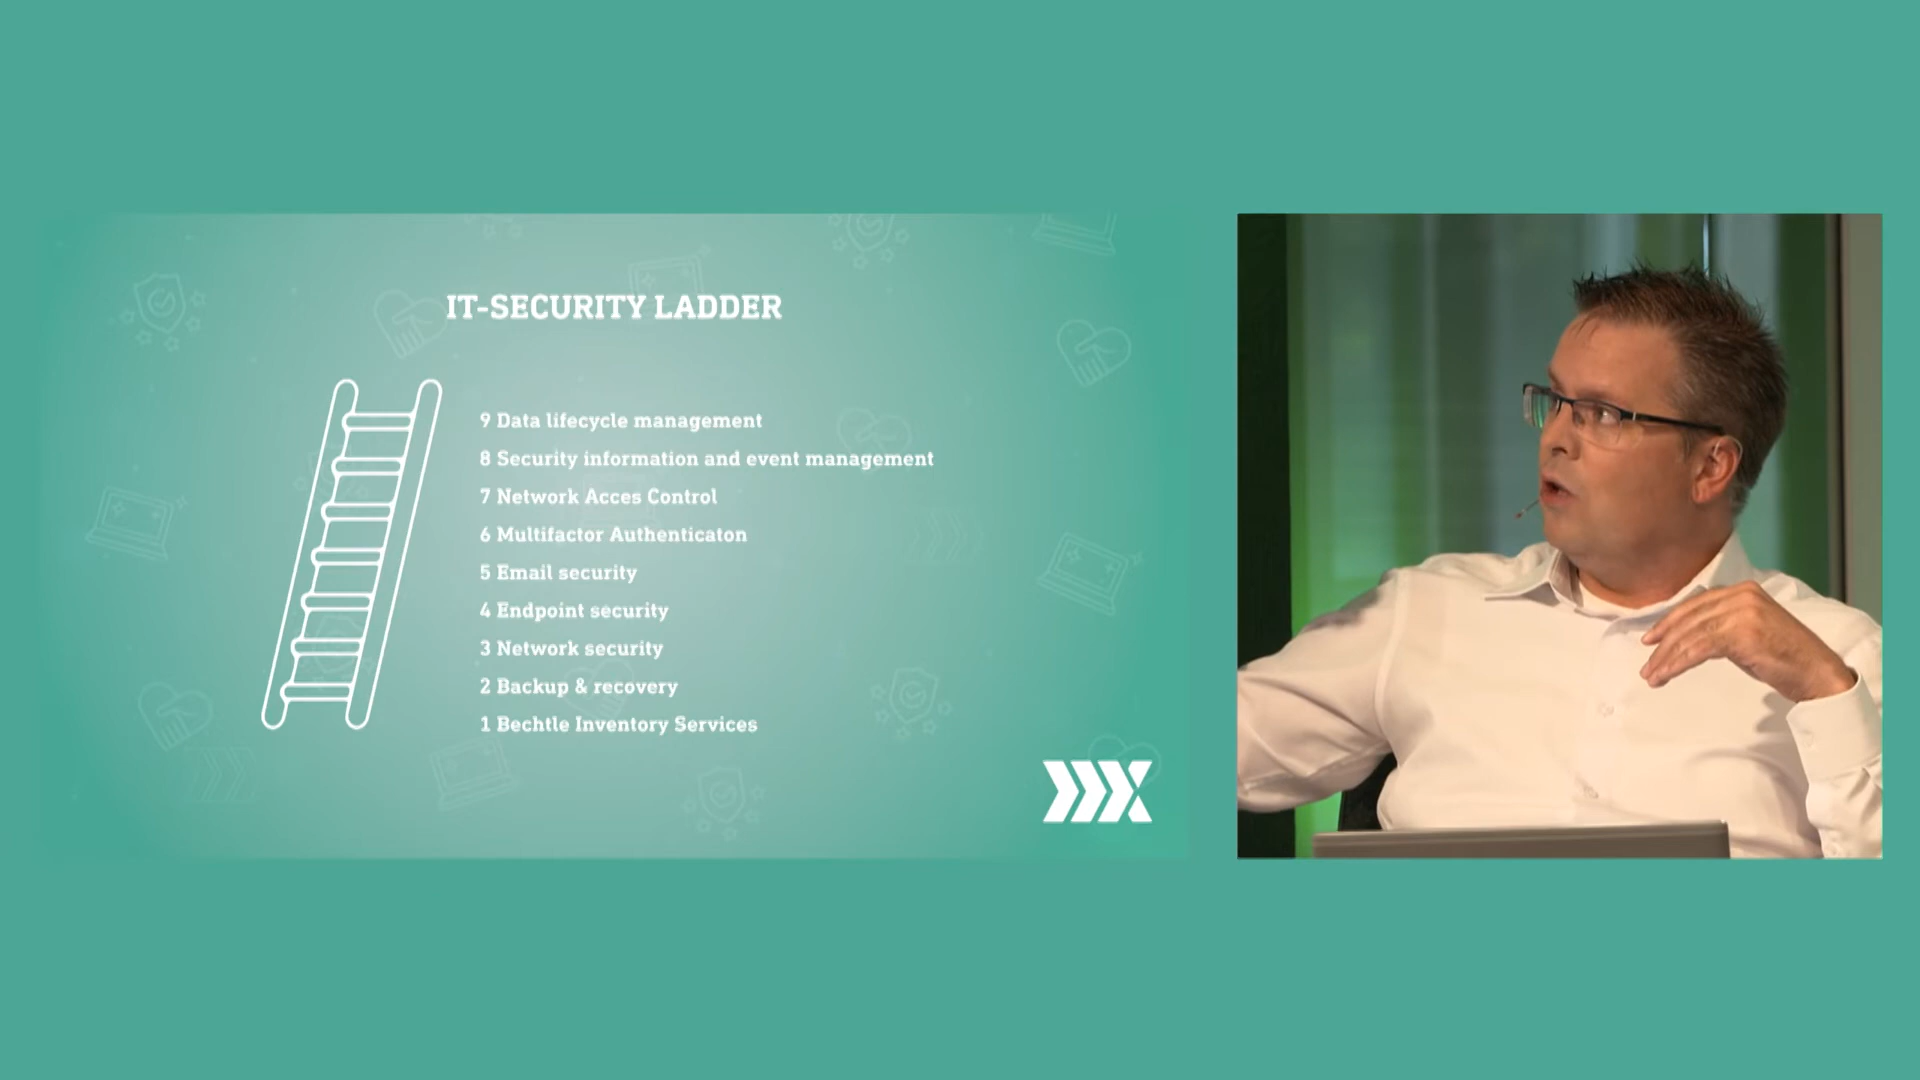 IT-SECURITY LADDER
9 Data lifecycle management
8 Security information and event management
7 Network Acces Control
6 Multifactor Authenticaton
5 Email security
4 Endpoint security
3 Network security
2 Backup & recovery
1 Bechtle Inventory Services